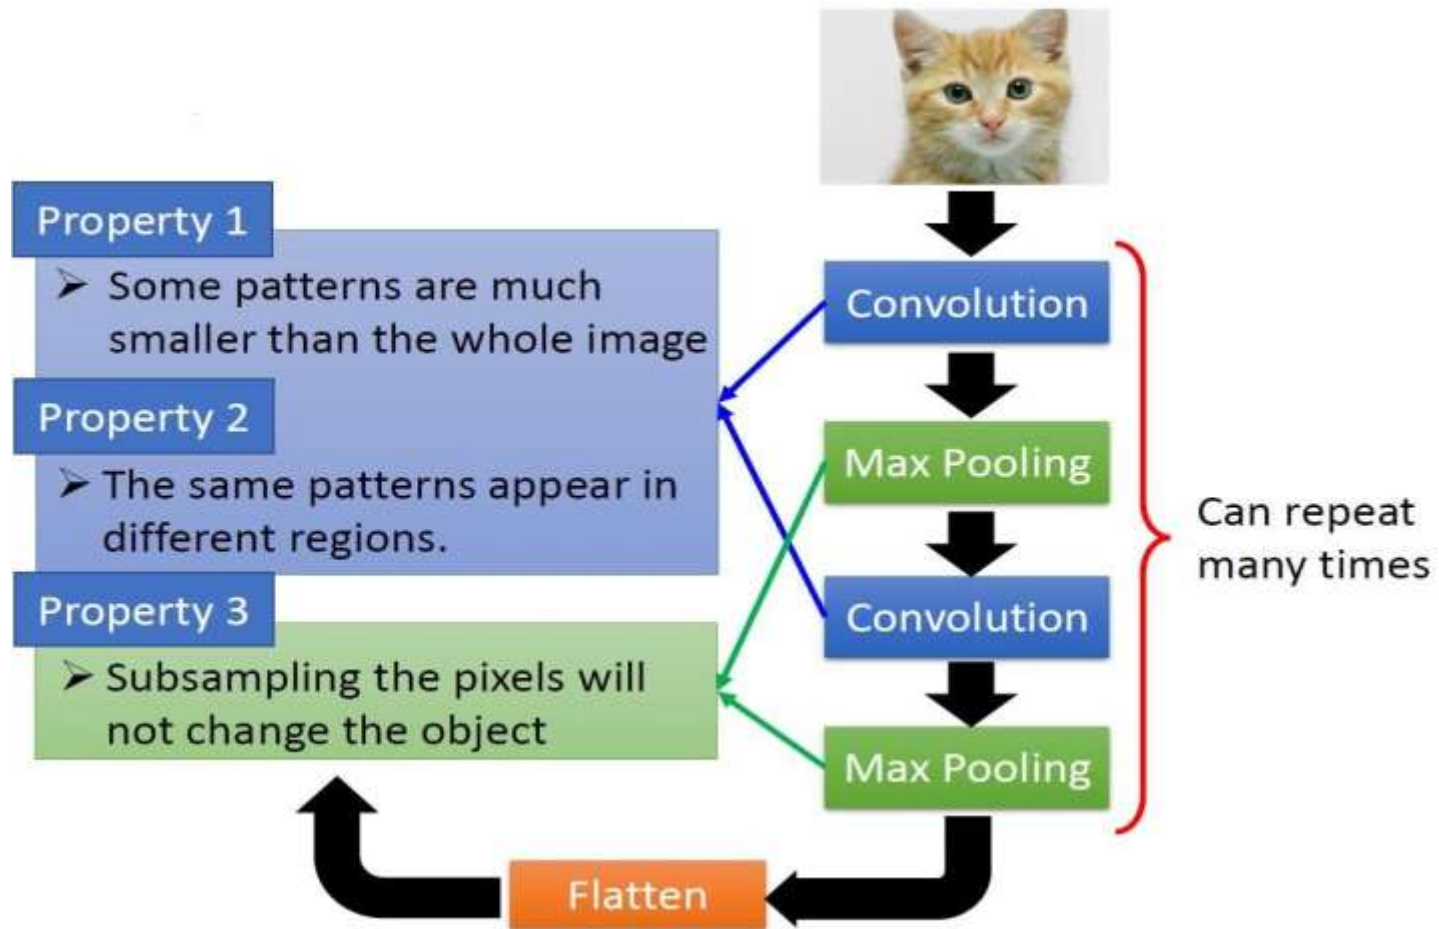 Property 1
➤ Some patterns are much
smaller than the whole image
Property 2
➤ The same patterns appear in
different regions.
Property 3
➤ Subsampling the pixels will
not change the object
Convolution
Max Pooling
Convolution
Max Pooling
Can repeat
many times
Flatten